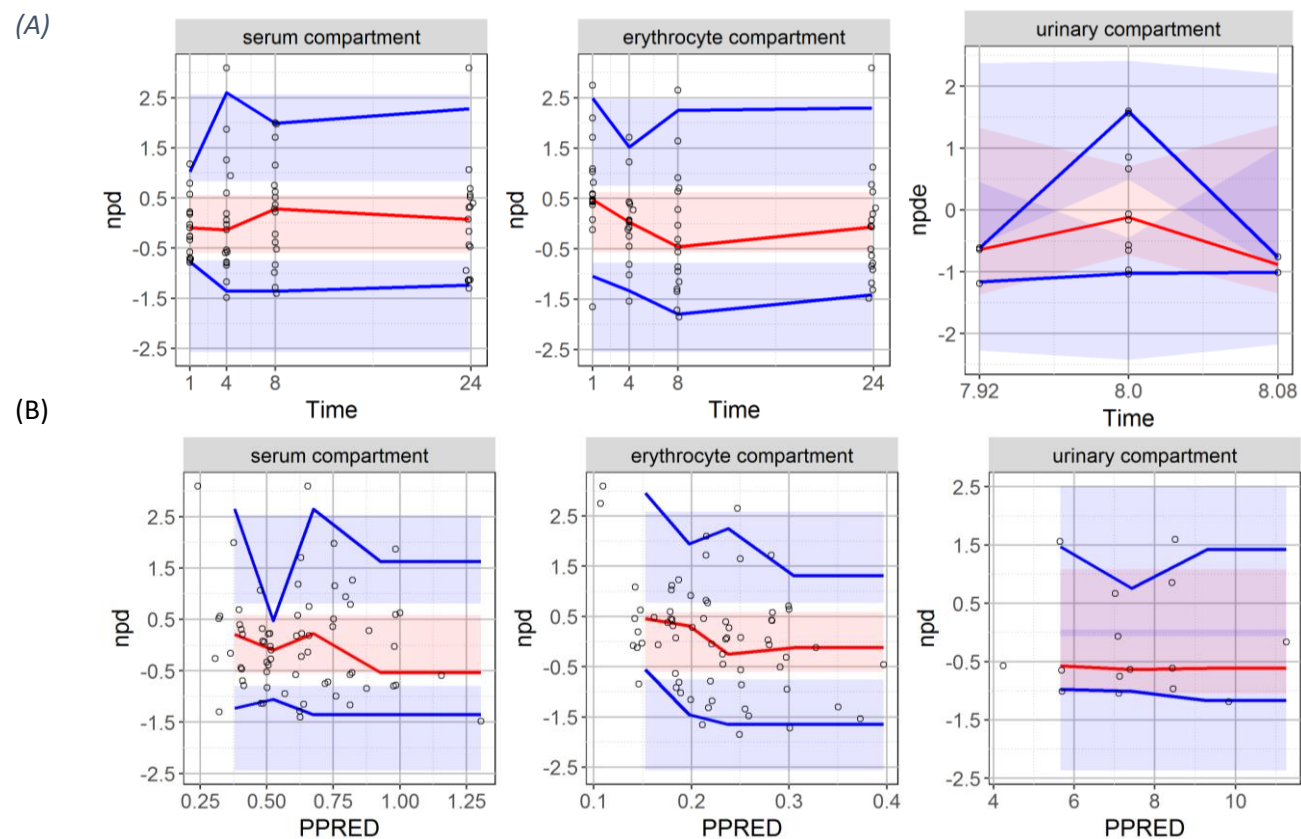 (A)
serum compartment
erythrocyte compartment
urinary compartment
npd
2.5
1.5
0.5
-0.5
-1.5
-2.5
1
4
8
24
Time
npd
2.5
1.5
0.5
-0.5
-1.5
-2.5
1
4
8
24
Time
npde
2
1
0
-1
-2
7.92
8.0
8.08
Time
(B)
serum compartment
erythrocyte compartment
urinary compartment
npd
2.5
1.5
0.5
-0.5
-1.5
-2.5
0.25
0.50
0.75
1.00
1.25
PPRED
npd
2.5
1.5
0.5
-0.5
-1.5
-2.5
0.1
0.2
0.3
0.4
PPRED
npd
2.5
1.5
0.5
-0.5
-1.5
-2.5
4
6
8
10
PPRED